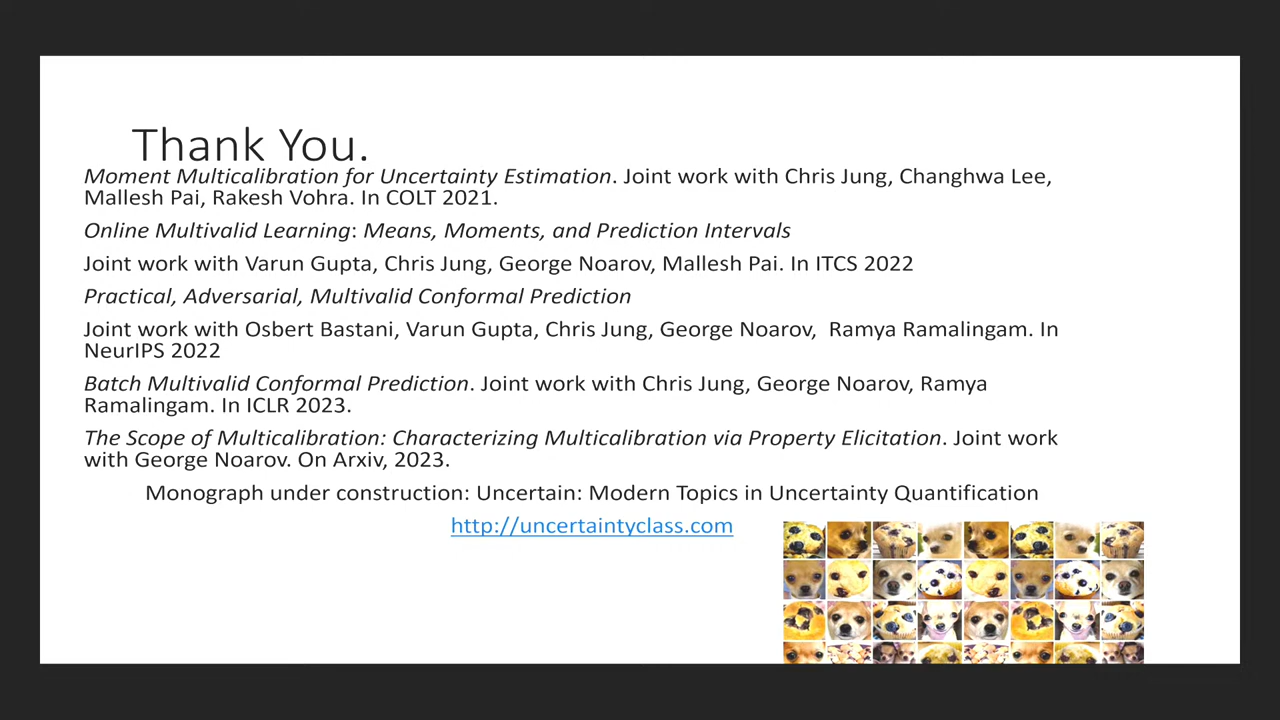 Thank You.
Moment Multicalibration for Uncertainty Estimation. Joint work with Chris Jung, Changhwa Lee,
Mallesh Pai, Rakesh Vohra. In COLT 2021.
Online Multivalid Learning: Means, Moments, and Prediction Intervals
Joint work with Varun Gupta, Chris Jung, George Noarov, Mallesh Pai. In ITCS 2022
Practical, Adversarial, Multivalid Conformal Prediction
Joint work with Osbert Bastani, Varun Gupta, Chris Jung, George Noarov, Ramya Ramalingam. In
NeurIPS 2022
Batch Multivalid Conformal Prediction. Joint work with Chris Jung, George Noarov, Ramya
Ramalingam. In ICLR 2023.
The Scope of Multicalibration: Characterizing Multicalibration via Property Elicitation. Joint work
with George Noarov. On Arxiv, 2023.
Monograph under construction: Uncertain: Modern Topics in Uncertainty Quantification
http://uncertaintyclass.com